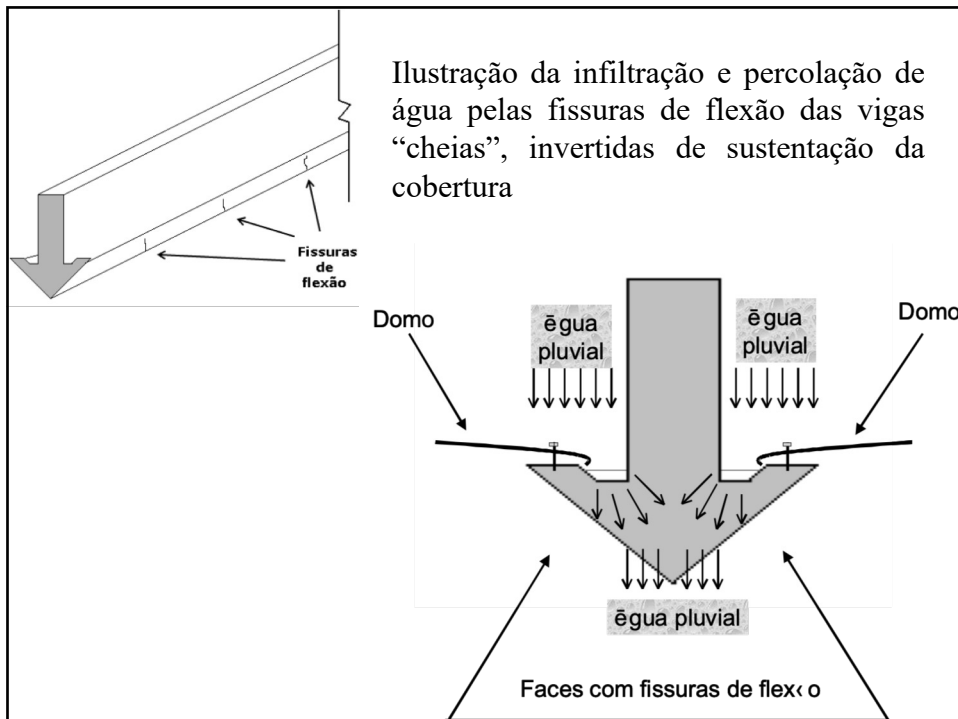 Ilustração da infiltração e percolação de
água pelas fissuras de flexão das vigas
“cheias”, invertidas de sustentação da
cobertura
Fissuras
de
flexão
Domo
ēgua
pluvial
ēgua
pluvial
Domo
ēgua pluvial
Faces com fissuras de flex‹o